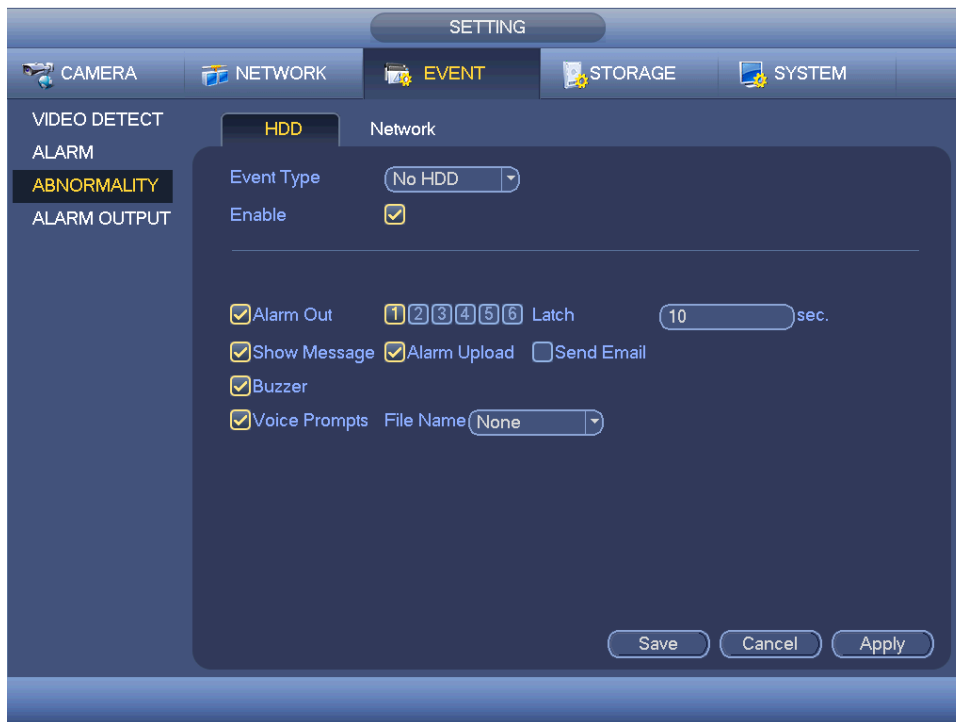 SETTING
CAMERA NETWORK EVENT STORAGE SYSTEM
VIDEO DETECT
ALARM
ABNORMALITY
ALARM OUTPUT
HDD Network
Event Type No HDD
Enable
Alarm Out 1 2 3 4 5 6 Latch 10 sec.
Show Message Alarm Upload Send Email
Buzzer
Voice Prompts File Name None
Save Cancel Apply